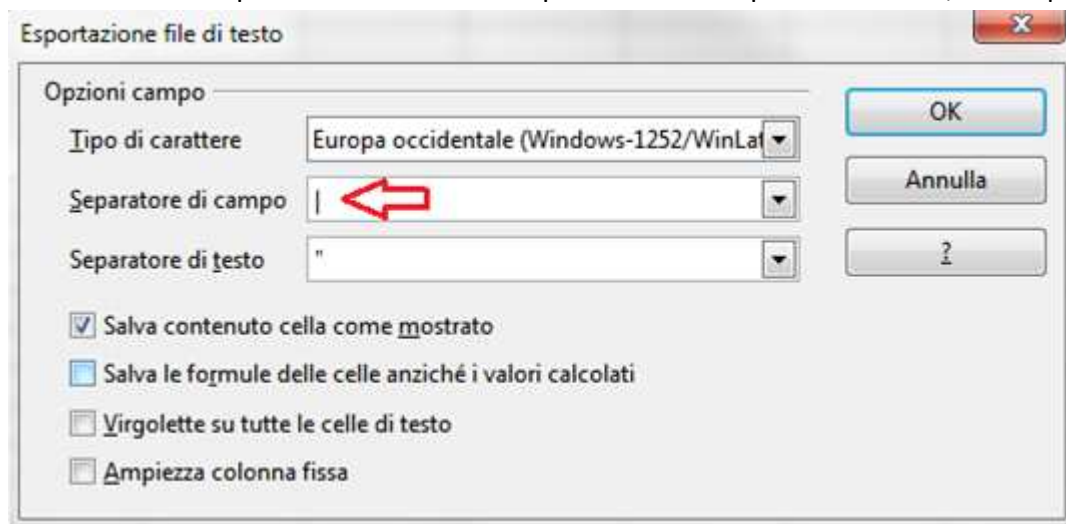 Esportazione file di testo
Opzioni campo
OK
Tipo di carattere Europa occidentale (Windows-1252/WinLat
Annulla
Separatore di campo |
Separatore di testo "
?
Salva contenuto cella come mostrato
Salva le formule delle celle anziché i valori calcolati
Virgolette su tutte le celle di testo
Ampiezza colonna fissa